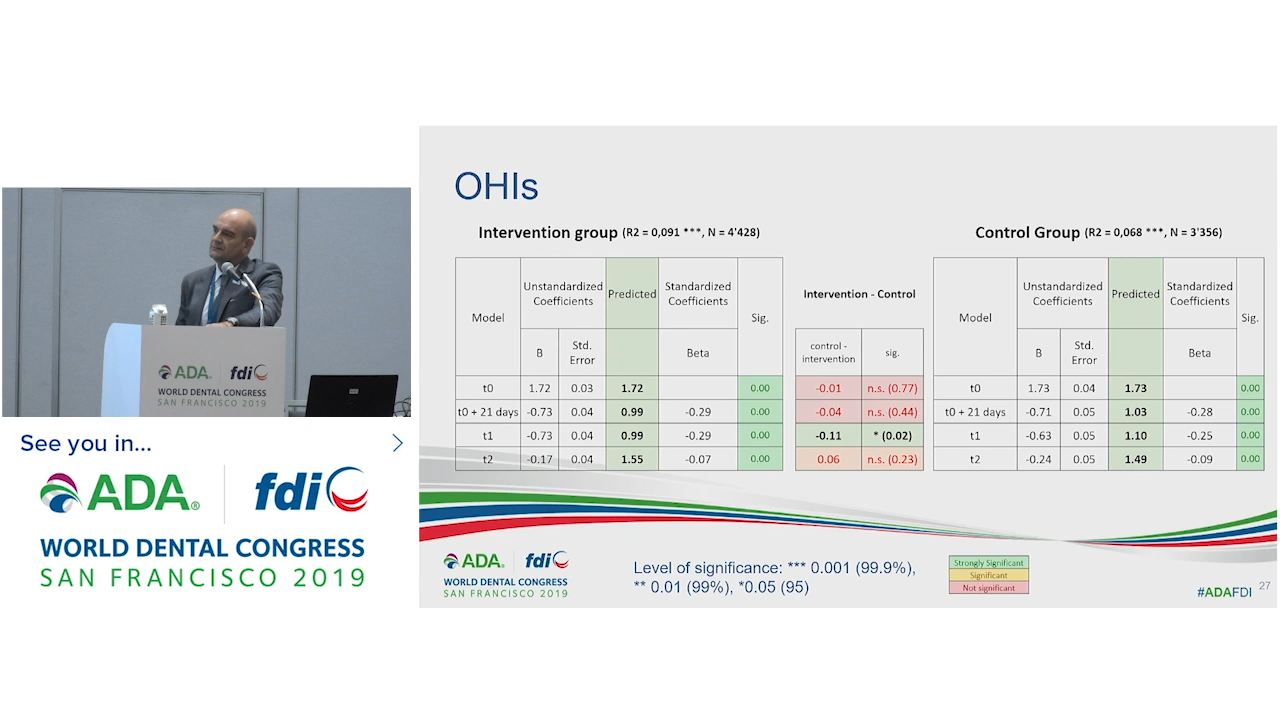 ADA. fdi
WORLD DENTAL CONGRESS
SAN FRANCISCO 2019
See you in...
ADA® fdi
WORLD DENTAL CONGRESS
SAN FRANCISCO 2019
OHIs
Intervention group (R2 = 0,091 ***, N = 4'428)
Model Unstandardized Coefficients Predicted Standardized Coefficients Sig.
B Std. Error Beta
t0 1.72 0.03 1.72 0.00
t0 + 21 days -0.73 0.04 0.99 -0.29 0.00
t1 -0.73 0.04 0.99 -0.29 0.00
t2 -0.17 0.04 1.55 -0.07 0.00
Intervention - Control
control - intervention sig.
-0.01 n.s. (0.77)
-0.04 n.s. (0.44)
-0.11 * (0.02)
0.06 n.s. (0.23)
Control Group (R2 = 0,068 ***, N = 3'356)
Model Unstandardized Coefficients Predicted Standardized Coefficients Sig.
B Std. Error Beta
t0 1.73 0.04 1.73 0.00
t0 + 21 days -0.71 0.05 1.03 -0.28 0.00
t1 -0.63 0.05 1.10 -0.25 0.00
t2 -0.24 0.05 1.49 -0.09 0.00
ADA. fdi
WORLD DENTAL CONGRESS
SAN FRANCISCO 2019
Level of significance: *** 0.001 (99.9%),
** 0.01 (99%), *0.05 (95)
Strongly Significant
Significant
Not significant
#ADAFDI 27